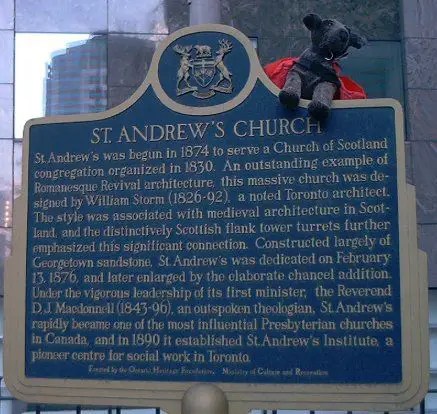 ST. ANDREW'S CHURCH
St. Andrew's was begun in 1874 to serve a Church of Scotland
congregation organized in 1830. An outstanding example of
Romanesque Revival architecture, this massive church was de-
signed by William Storm (1826-92), a noted Toronto architect.
The style was associated with medieval architecture in Scot-
land, and the distinctively Scottish flank tower turrets further
emphasized this significant connection. Constructed largely of
Georgetown sandstone, St. Andrew's was dedicated on February
13, 1876, and later enlarged by the elaborate chancel addition.
Under the vigorous leadership of its first minister, the Reverend
D.J. Macdonnell (1843-96), an outspoken theologian, St. Andrew's
rapidly became one of the most influential Presbyterian churches
in Canada, and in 1890 it established St. Andrew's Institute, a
pioneer centre for social work in Toronto.
Erected by the Ontario Heritage Foundation, Ministry of Culture and Recreation